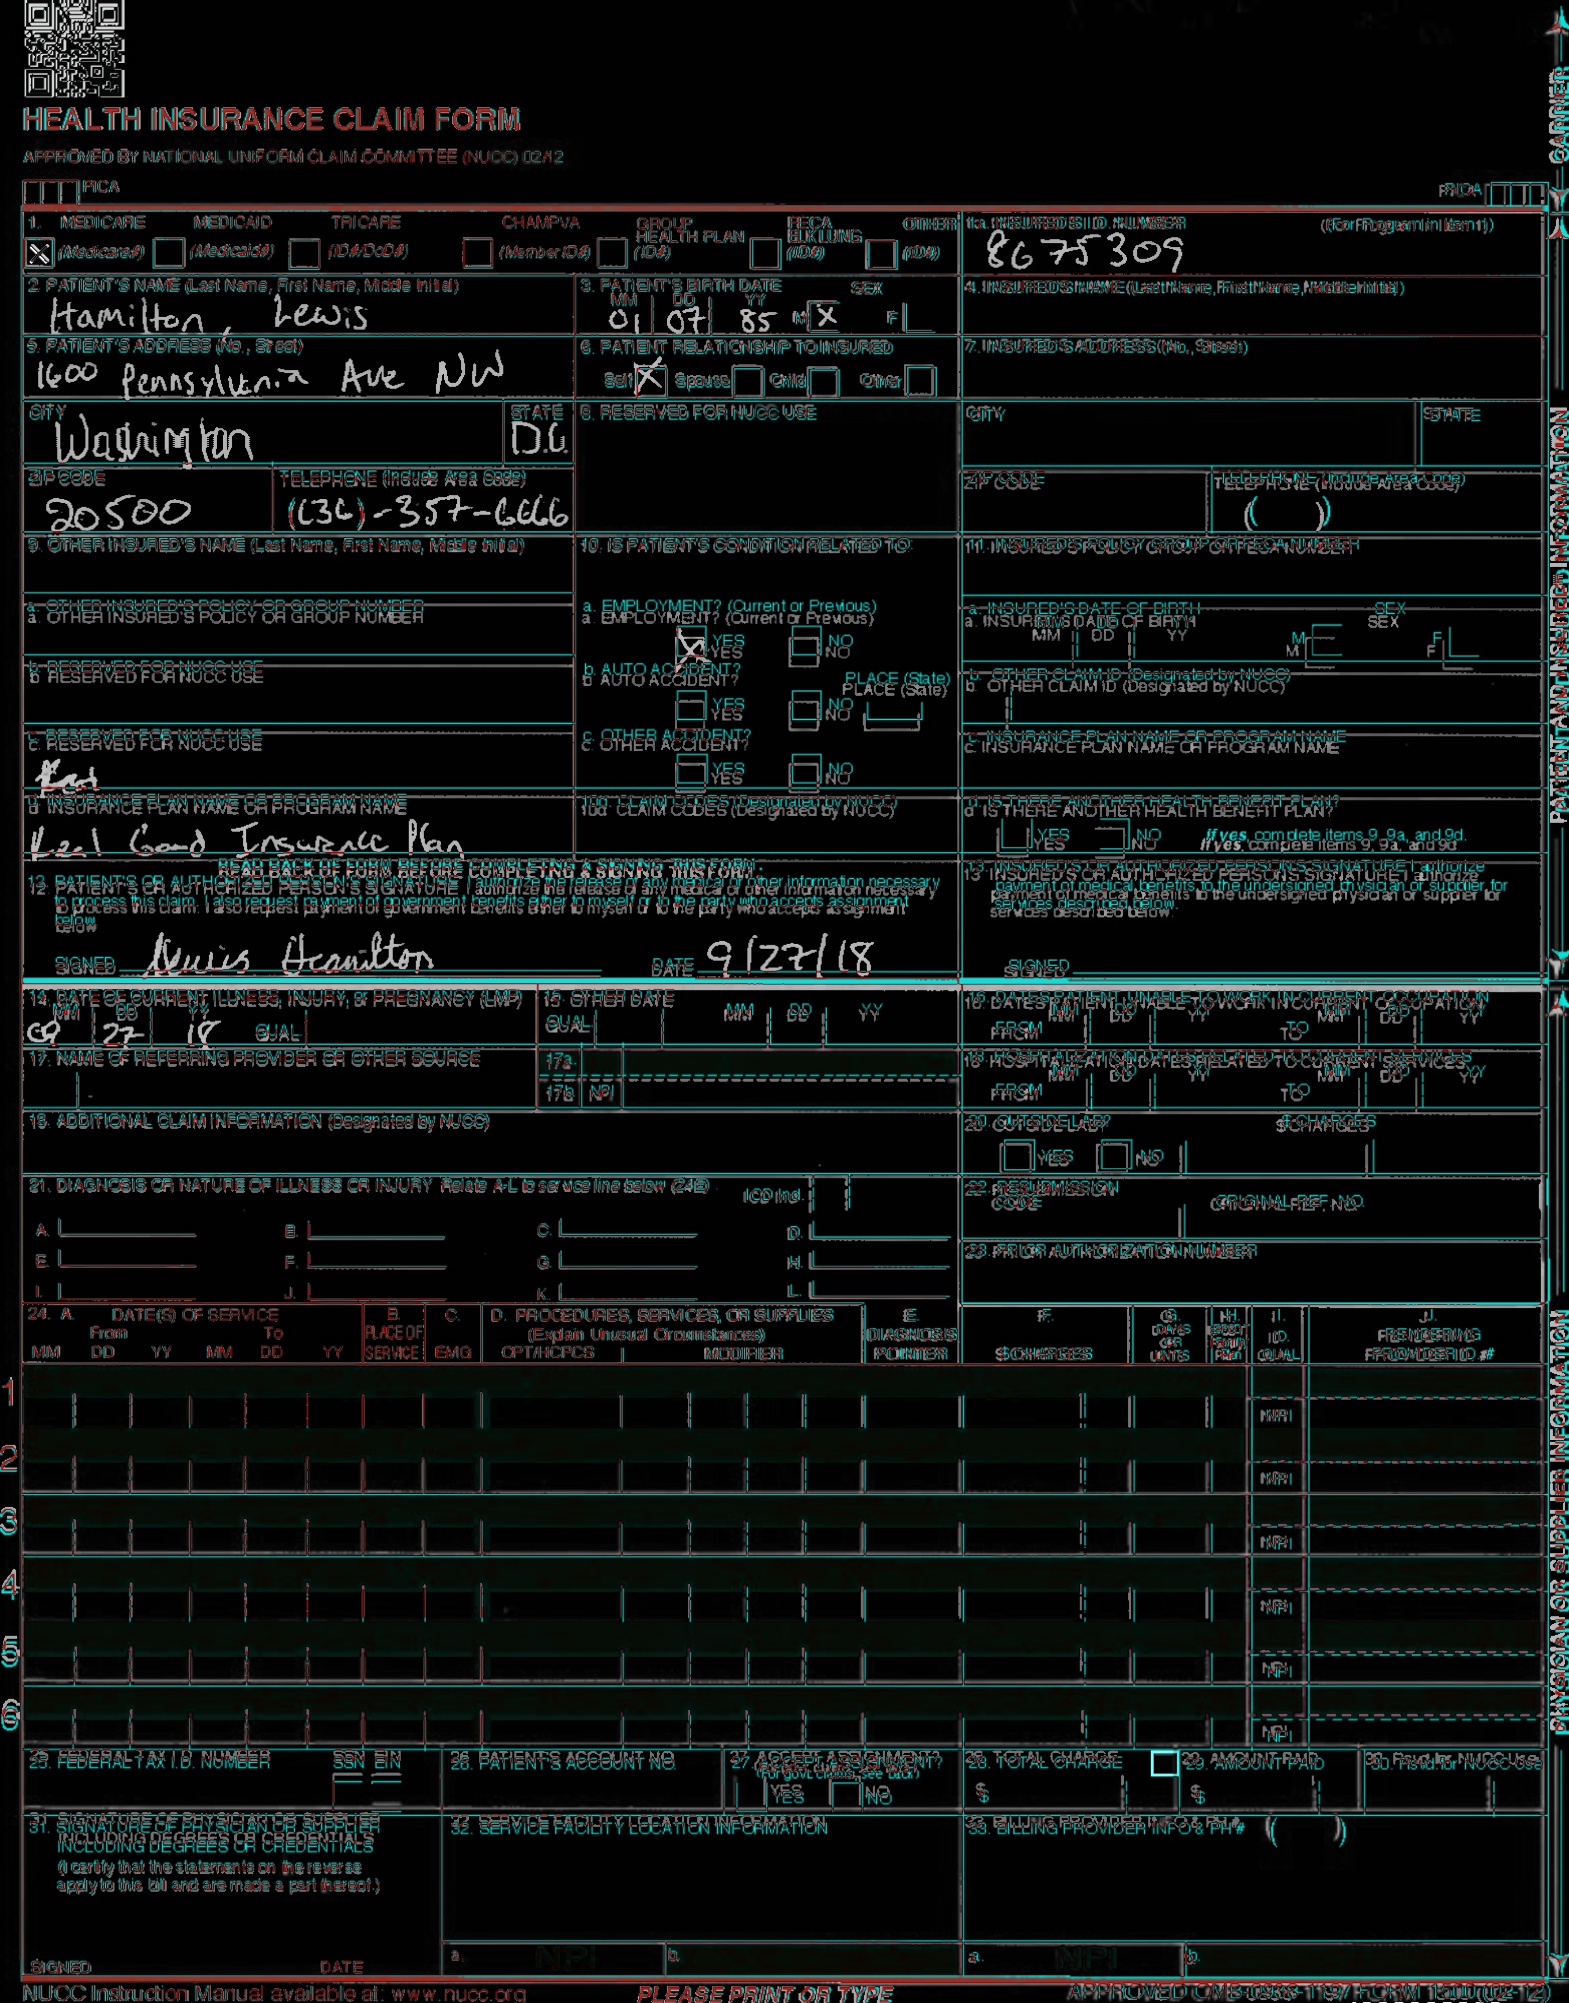 HEALTH INSURANCE CLAIM FORM
APPROVED BY NATIONAL UNIFORM CLAIM COMMITTEE (NUCC) 02/12
PICA PICA
CARRIER
1. MEDICARE MEDICAID TRICARE CHAMPVA GROUP HEALTH PLAN FECA BLK LUNG OTHER
(Medicare#) (Medicaid#) (ID#/DoD#) (Member ID#) (ID#) (ID#) (ID#)
1a. INSURED'S I.D. NUMBER (For Program in Item 1)
8675309
2. PATIENT'S NAME (Last Name, First Name, Middle Initial)
Hamilton, Lewis
3. PATIENT'S BIRTH DATE SEX
MM DD YY
01 07 85 M X F
4. INSURED'S NAME (Last Name, First Name, Middle Initial)
5. PATIENT'S ADDRESS (No., Street)
1600 Pennsylvania Ave NW
6. PATIENT RELATIONSHIP TO INSURED
Self X Spouse Child Other
7. INSURED'S ADDRESS (No., Street)
CITY STATE
Washington D.C.
8. RESERVED FOR NUCC USE
CITY STATE
ZIP CODE TELEPHONE (Include Area Code)
20500 -357-6666
ZIP CODE TELEPHONE (Include Area Code)
( )
9. OTHER INSURED'S NAME (Last Name, First Name, Middle Initial)
10. IS PATIENT'S CONDITION RELATED TO:
11. INSURED'S POLICY GROUP OR FECA NUMBER
a. OTHER INSURED'S POLICY OR GROUP NUMBER
a. EMPLOYMENT? (Current or Previous)
X YES NO
a. INSURED'S DATE OF BIRTH SEX
MM DD YY M F
b. RESERVED FOR NUCC USE
b. AUTO ACCIDENT? PLACE (State)
YES NO
b. OTHER CLAIM ID (Designated by NUCC)
c. RESERVED FOR NUCC USE
c. OTHER ACCIDENT?
YES NO
c. INSURANCE PLAN NAME OR PROGRAM NAME
d. INSURANCE PLAN NAME OR PROGRAM NAME
Real Good Insurance Plan
10d. CLAIM CODES (Designated by NUCC)
d. IS THERE ANOTHER HEALTH BENEFIT PLAN?
YES NO If yes, complete items 9, 9a, and 9d.
READ BACK OF FORM BEFORE COMPLETING & SIGNING THIS FORM.
12. PATIENT'S OR AUTHORIZED PERSON'S SIGNATURE I authorize the release of any medical or other information necessary
to process this claim. I also request payment of government benefits either to myself or to the party who accepts assignment
below.
SIGNED Lewis Hamilton DATE 9/27/18
13. INSURED'S OR AUTHORIZED PERSON'S SIGNATURE I authorize
payment of medical benefits to the undersigned physician or supplier for
services described below.
SIGNED
PATIENT AND INSURED INFORMATION
14. DATE OF CURRENT ILLNESS, INJURY, or PREGNANCY (LMP)
MM DD YY
09 27 18 QUAL.
15. OTHER DATE
QUAL. MM DD YY
16. DATES PATIENT UNABLE TO WORK IN CURRENT OCCUPATION
MM DD YY MM DD YY
FROM TO
17. NAME OF REFERRING PROVIDER OR OTHER SOURCE
17a.
17b. NPI
18. HOSPITALIZATION DATES RELATED TO CURRENT SERVICES
MM DD YY MM DD YY
FROM TO
19. ADDITIONAL CLAIM INFORMATION (Designated by NUCC)
20. OUTSIDE LAB? $ CHARGES
YES NO
21. DIAGNOSIS OR NATURE OF ILLNESS OR INJURY Relate A-L to service line below (24E) ICD Ind.
A. B. C. D.
E. F. G. H.
I. J. K. L.
22. RESUBMISSION CODE ORIGINAL REF. NO.
23. PRIOR AUTHORIZATION NUMBER
24. A. DATE(S) OF SERVICE B. C. D. PROCEDURES, SERVICES, OR SUPPLIES E. F. G. H. I. J.
From To PLACE OF (Explain Unusual Circumstances) DIAGNOSIS DAYS OR UNITS ID. RENDERING
MM DD YY MM DD YY SERVICE EMG CPT/HCPCS MODIFIER POINTER $ CHARGES QUAL. PROVIDER ID. #
1 NPI
2 NPI
3 NPI
4 NPI
5 NPI
6 NPI
PHYSICIAN OR SUPPLIER INFORMATION
25. FEDERAL TAX I.D. NUMBER SSN EIN
26. PATIENT'S ACCOUNT NO.
27. ACCEPT ASSIGNMENT?
(For govt. claims, see back)
YES NO
28. TOTAL CHARGE
$
29. AMOUNT PAID
$
30. Rsvd for NUCC Use
31. SIGNATURE OF PHYSICIAN OR SUPPLIER
INCLUDING DEGREES OR CREDENTIALS
(I certify that the statements on the reverse
apply to this bill and are made a part thereof.)
SIGNED DATE
32. SERVICE FACILITY LOCATION INFORMATION
a. NPI b.
33. BILLING PROVIDER INFO & PH # ( )
a. NPI b.
NUCC Instruction Manual available at: www.nucc.org
PLEASE PRINT OR TYPE
APPROVED OMB-0938-1197 FORM 1500 (02-12)